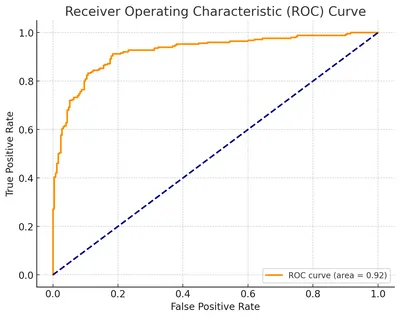 Receiver Operating Characteristic (ROC) Curve
True Positive Rate
1.0
0.8
0.6
0.4
0.2
0.0
ROC curve (area = 0.92)
0.0 0.2 0.4 0.6 0.8 1.0
False Positive Rate